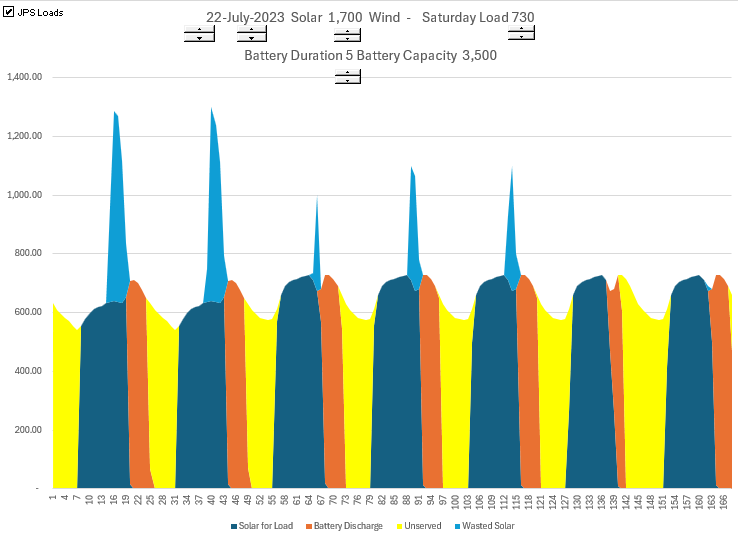 JPS Loads
22-July-2023 Solar 1,700 Wind - Saturday Load 730
Battery Duration 5 Battery Capacity 3,500
1,400.00
1,200.00
1,000.00
800.00
600.00
400.00
200.00
-
1 4 7 10 13 16 19 22 25 28 31 34 37 40 43 46 49 52 55 58 61 64 67 70 73 76 79 82 85 88 91 94 97 100 103 106 109 112 115 118 121 124 127 130 133 136 139 142 145 148 151 154 157 160 163 166
Solar for Load Battery Discharge Unserved Wasted Solar